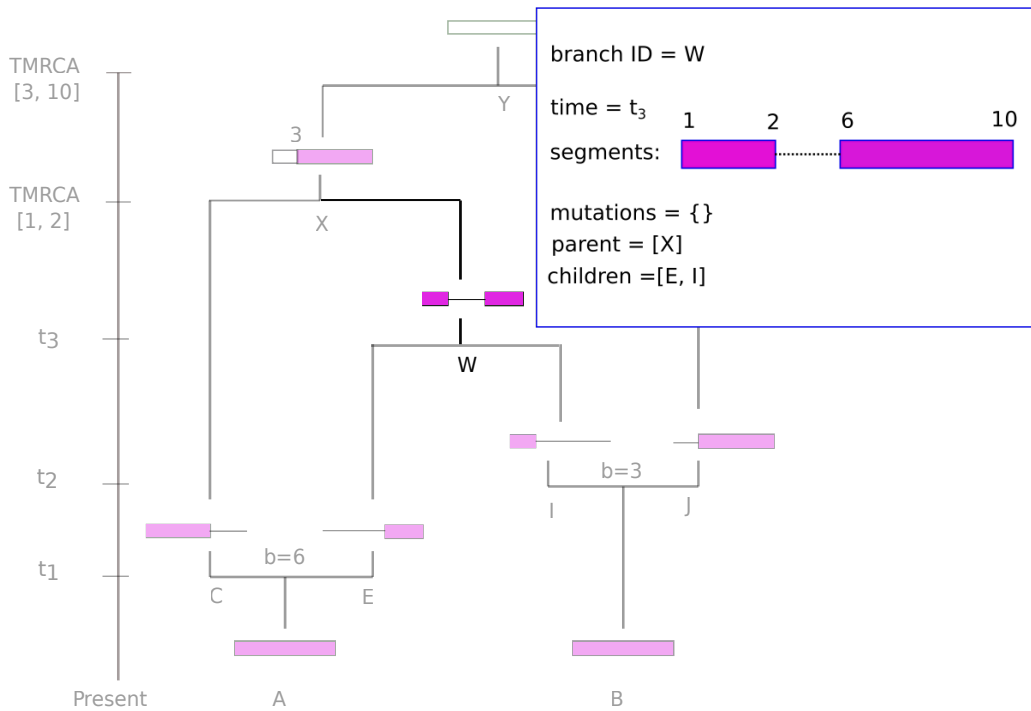 TMRCA
[3, 10]
Y
3
TMRCA
[1, 2]
X
t3
W
t2
b=3
I
J
b=6
t1
C
E
Present
A
B
branch ID = W
time = t3
1 2 6 10
segments:
mutations = {}
parent = [X]
children =[E, I]